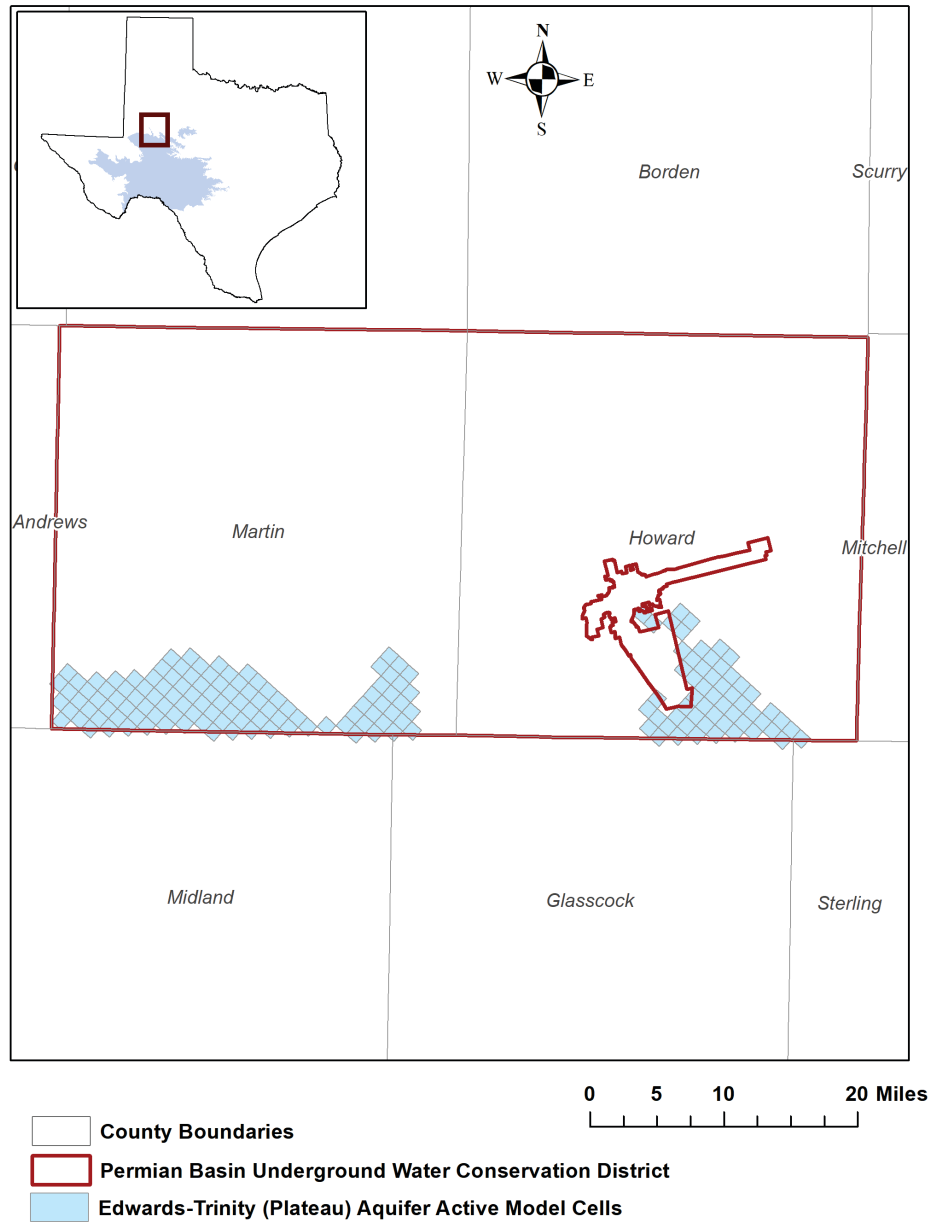 N
W E
S
Borden
Scurry
Andrews
Martin
Howard
Mitchell
Midland
Glasscock
Sterling
0 5 10 20 Miles
County Boundaries
Permian Basin Underground Water Conservation District
Edwards-Trinity (Plateau) Aquifer Active Model Cells